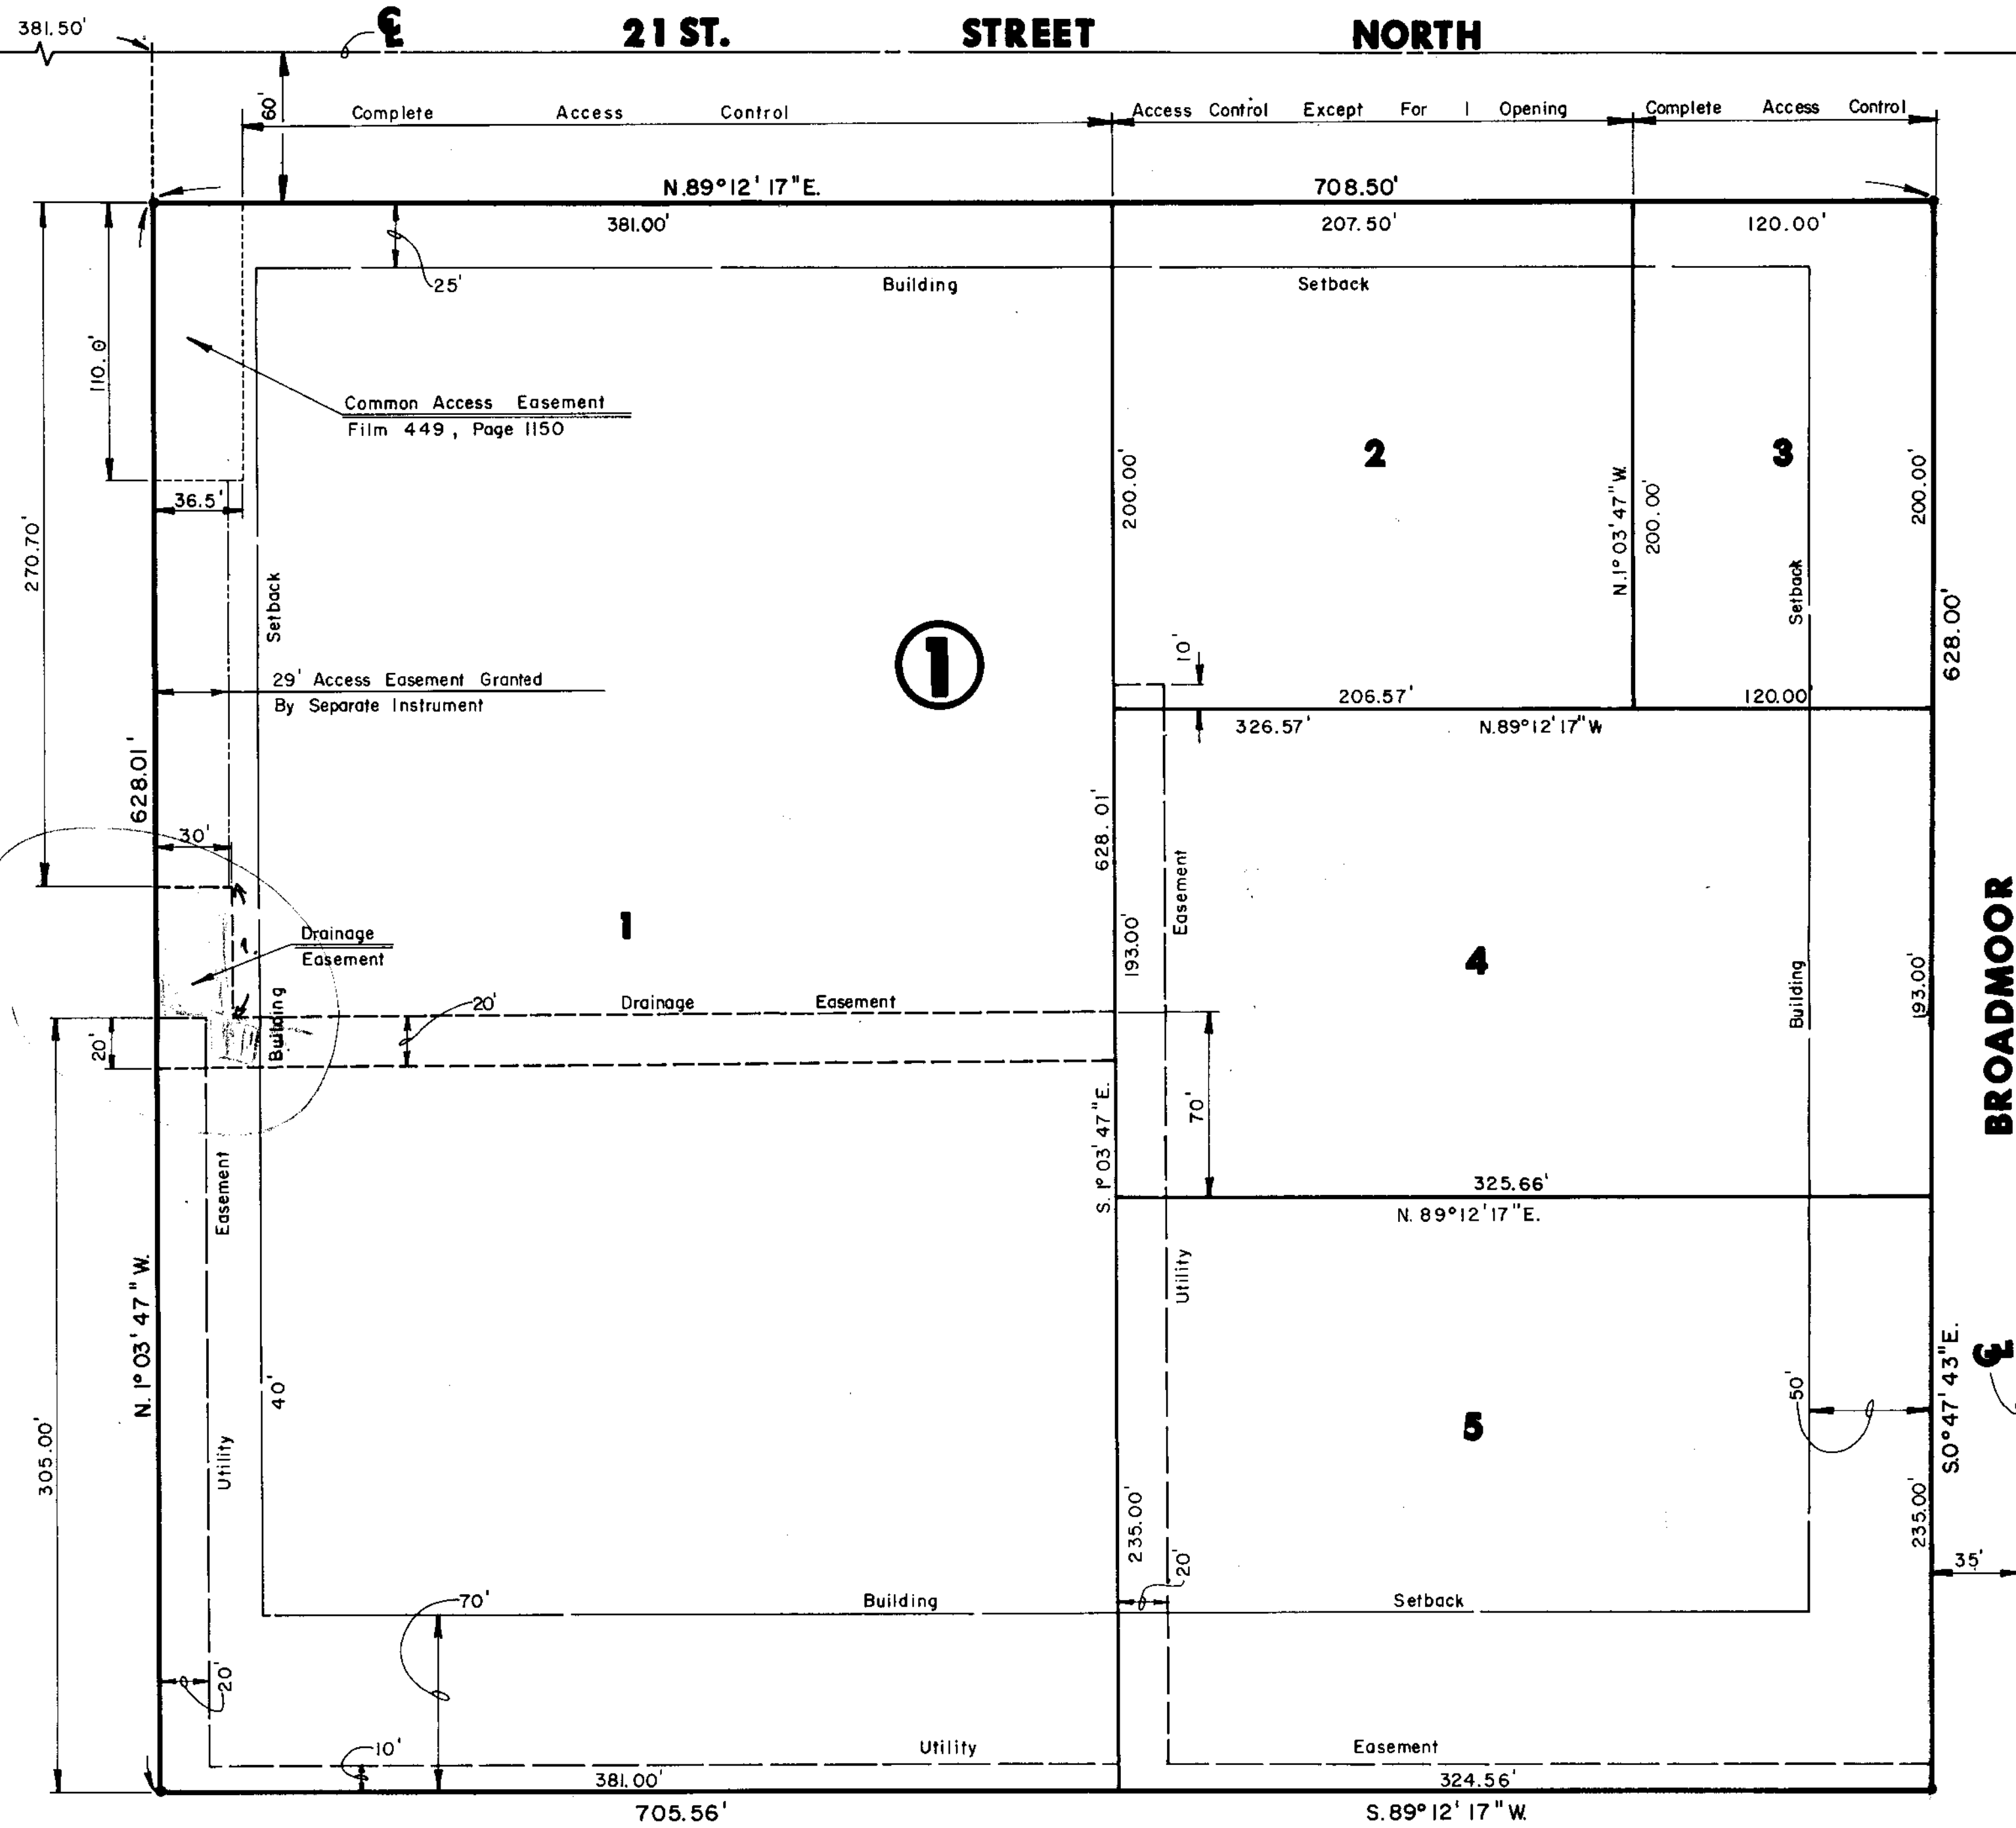 381.50'
℄ 21 ST. STREET NORTH
60'
Complete Access Control
Access Control Except For 1 Opening
Complete Access Control
N.89°12'17"E. 708.50'
381.00' 207.50' 120.00'
25'
Building Setback
110.0'
Common Access Easement
Film 449, Page 1150
36.5'
270.70'
Setback
29' Access Easement Granted
By Separate Instrument
628.01'
30'
Drainage
Easement
1.
Building
20'
20'
Drainage Easement
1
1
2
3
200.00'
N.1°03'47"W.
200.00'
Setback
200.00'
628.00'
10'
206.57' 120.00'
326.57' N.89°12'17"W
628.01'
Easement
193.00'
4
Building
193.00'
BROADMOOR
70'
S.1°03'47"E.
325.66'
N. 89°12'17"E.
Easement
Utility
N.1°03'47"W.
305.00'
Utility
40'
5
50'
S.0°47'43"E.
℄
235.00'
20'
235.00'
35'
70'
Building Setback
20'
10'
Utility Easement
381.00' 324.56'
705.56' S.89°12'17"W.